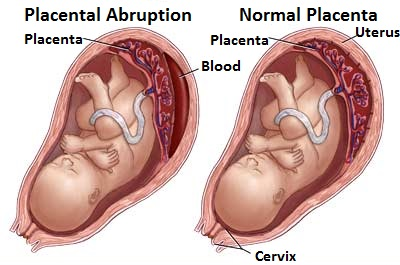 Placental Abruption
Normal Placenta
Placenta
Blood
Placenta
Uterus
Cervix